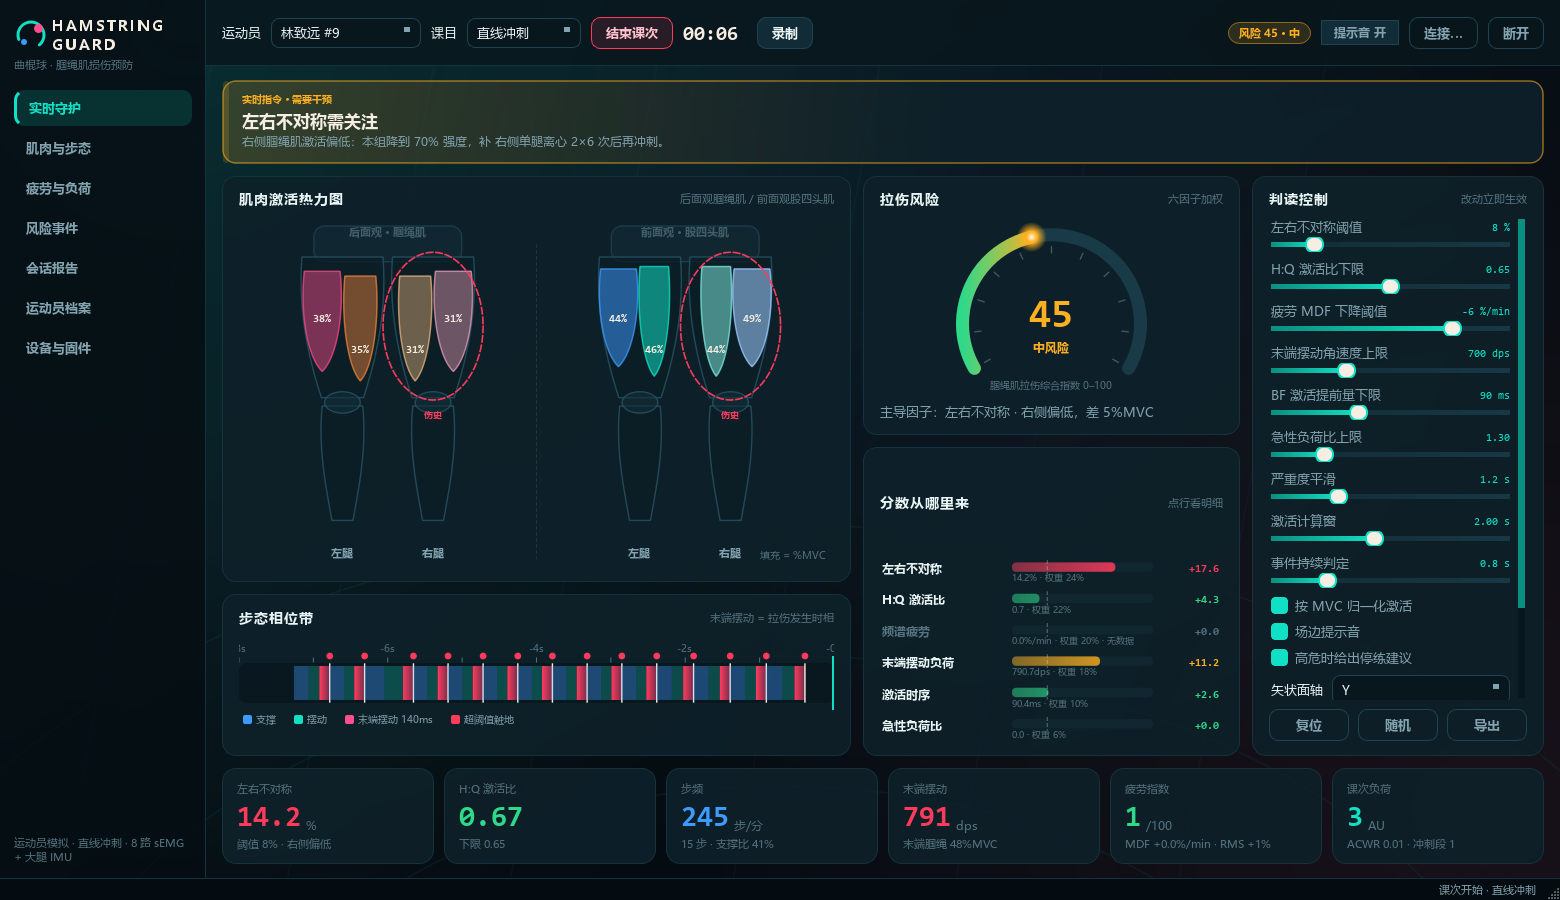 HAMSTRING
GUARD
曲棍球 · 腘绳肌损伤预防
实时守护
肌肉与步态
疲劳与负荷
风险事件
会话报告
运动员档案
设备与固件
运动员模拟 · 直线冲刺 · 8 路 sEMG
+ 大腿 IMU
运动员 林致远 #9 课目 直线冲刺 结束课次 00:06 录制 风险 45 • 中 提示音 开 连接... 断开
实时指令 • 需要干预
左右不对称需关注
右侧腘绳肌激活偏低：本组降到 70% 强度，补 右侧单腿离心 2×6 次后再冲刺。
肌肉激活热力图 后面观腘绳肌 / 前面观股四头肌
后面观 • 腘绳肌 前面观 • 股四头肌
38% 35% 31% 31% 44% 46% 44% 49%
伤史 伤史
左腿 右腿 左腿 右腿 填充 = %MVC
步态相位带 末端摆动 = 拉伤发生时相
-6s -4s -2s
支撑 摆动 末端摆动 140ms 超阈值触地
拉伤风险 六因子加权
45
中风险
腘绳肌拉伤综合指数 0–100
主导因子：左右不对称 · 右侧偏低，差 5%MVC
分数从哪里来 点行看明细
左右不对称 +17.6
14.2% · 权重 24%
H:Q 激活比 +4.3
0.7 · 权重 22%
频谱疲劳 +0.0
0.0%/min · 权重 20% · 无数据
末端摆动负荷 +11.2
790.7dps · 权重 18%
激活时序 +2.6
90.4ms · 权重 10%
急性负荷比 +0.0
0.0 · 权重 6%
判读控制 改动立即生效
左右不对称阈值 8 %
H:Q 激活比下限 0.65
疲劳 MDF 下降阈值 -6 %/min
末端摆动角速度上限 700 dps
BF 激活提前量下限 90 ms
急性负荷比上限 1.30
严重度平滑 1.2 s
激活计算窗 2.00 s
事件持续判定 0.8 s
按 MVC 归一化激活
场边提示音
高危时给出停练建议
矢状面轴 Y
复位 随机 导出
左右不对称
14.2 %
阈值 8% · 右侧偏低
H:Q 激活比
0.67
下限 0.65
步频
245 步/分
15 步 · 支撑比 41%
末端摆动
791 dps
末端腘绳 48%MVC
疲劳指数
1 /100
MDF +0.0%/min · RMS +1%
课次负荷
3 AU
ACWR 0.01 · 冲刺段 1
课次开始 · 直线冲刺